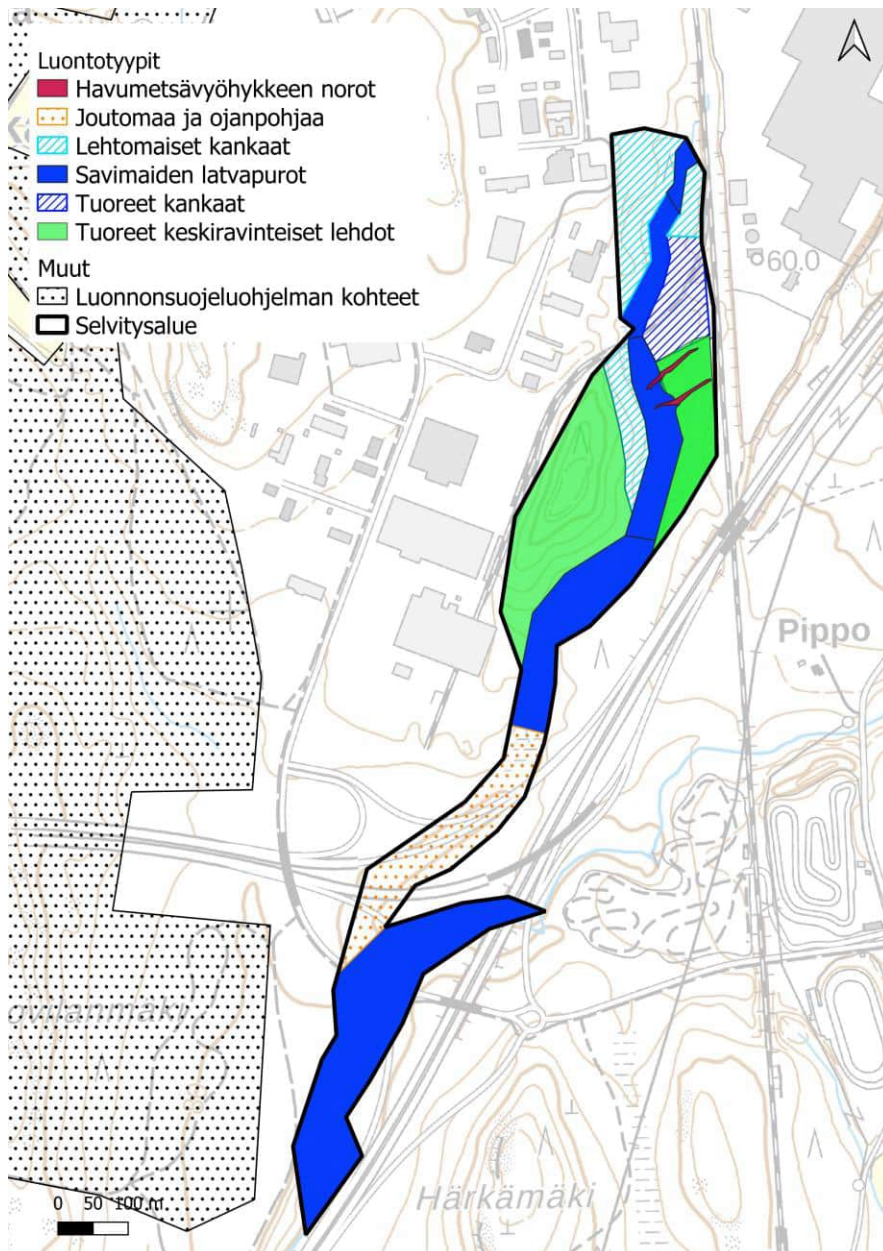 Luontotyypit
Havumetsävyöhykkeen norot
Joutomaa ja ojanpohjaa
Lehtomaiset kankaat
Savimaiden latvapurot
Tuoreet kankaat
Tuoreet keskiravinteiset lehdot
Muut
Luonnonsuojeluohjelman kohteet
Selvitysalue
60.0
Pippo
ovilanmäki
Härkämäki
0 50 100 m